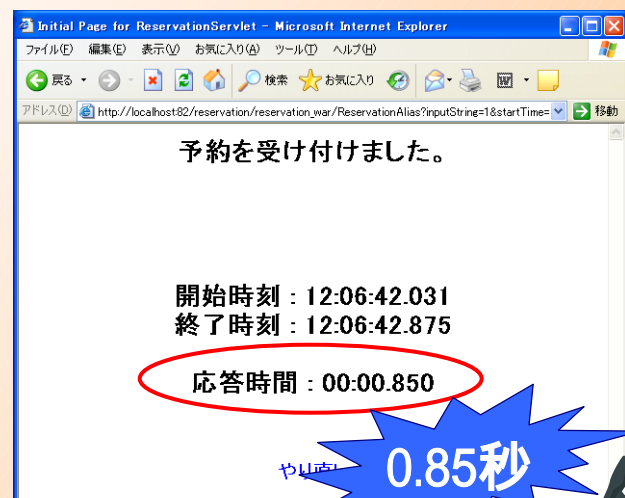 Initial Page for ReservationServlet - Microsoft Internet Explorer
ファイル(F) 編集(E) 表示(V) お気に入り(A) ツール(T) ヘルプ(H)
戻る 検索 お気に入り
アドレス(D) http://localhost:82/reservation/reservation_war/ReservationAlias?inputString=1&startTime= 移動
予約を受け付けました。
開始時刻 : 12:06:42.031
終了時刻 : 12:06:42.875
応答時間 : 00:00.850
0.85秒